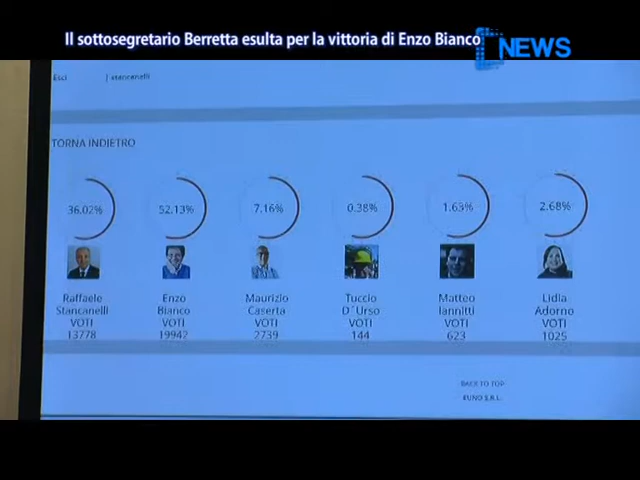 Il sottosegretario Berretta esulta per la vittoria di Enzo Bianco
NEWS
Esci | stancanelli
TORNA INDIETRO
36.02% 52.13% 7.16% 0.38% 1.63% 2.68%
Raffaele Enzo Maurizio Tuccio Matteo Lidia
Stancanelli Bianco Caserta D'Urso Iannitti Adorno
VOTI VOTI VOTI VOTI VOTI VOTI
13778 19942 2739 144 623 1025
BACK TO TOP
EUNO S.R.L.